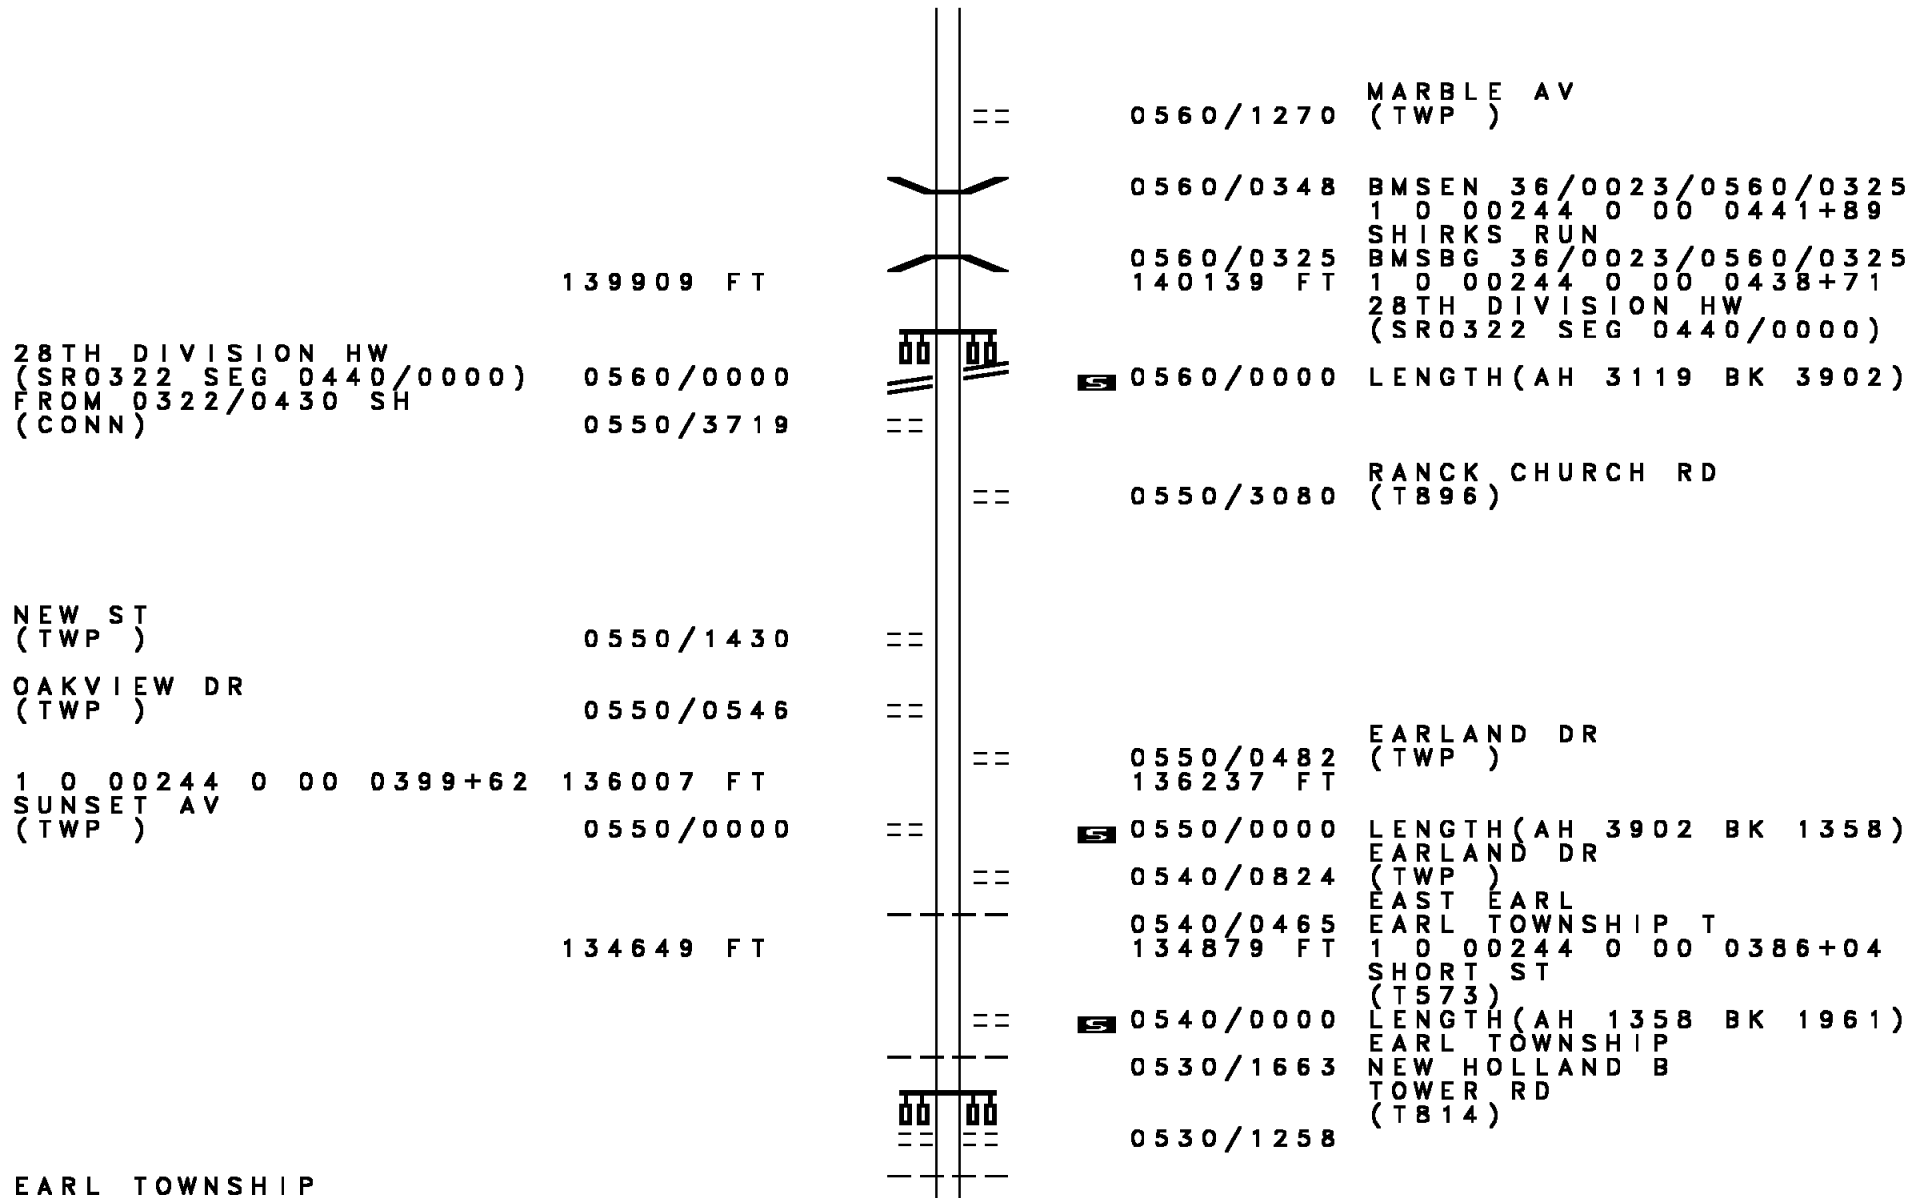 MARBLE AV
0560/1270 (TWP )
0560/0348 BMSEN 36/0023/0560/0325
1 0 00244 0 00 0441+89
SHIRKS RUN
0560/0325 BMSBG 36/0023/0560/0325
139909 FT 140139 FT 1 0 00244 0 00 0438+71
28TH DIVISION HW
(SR0322 SEG 0440/0000)
28TH DIVISION HW
(SR0322 SEG 0440/0000) 0560/0000 S 0560/0000 LENGTH(AH 3119 BK 3902)
FROM 0322/0430 SH
(CONN) 0550/3719
RANCK CHURCH RD
0550/3080 (T896)
NEW ST
(TWP ) 0550/1430
OAKVIEW DR
(TWP ) 0550/0546
EARLAND DR
0550/0482 (TWP )
1 0 00244 0 00 0399+62 136007 FT 136237 FT
SUNSET AV
(TWP ) 0550/0000 S 0550/0000 LENGTH(AH 3902 BK 1358)
EARLAND DR
0540/0824 (TWP )
EAST EARL
0540/0465 EARL TOWNSHIP T
134649 FT 134879 FT 1 0 00244 0 00 0386+04
SHORT ST
(T573)
S 0540/0000 LENGTH(AH 1358 BK 1961)
EARL TOWNSHIP
0530/1663 NEW HOLLAND B
TOWER RD
(T814)
0530/1258
EARL TOWNSHIP